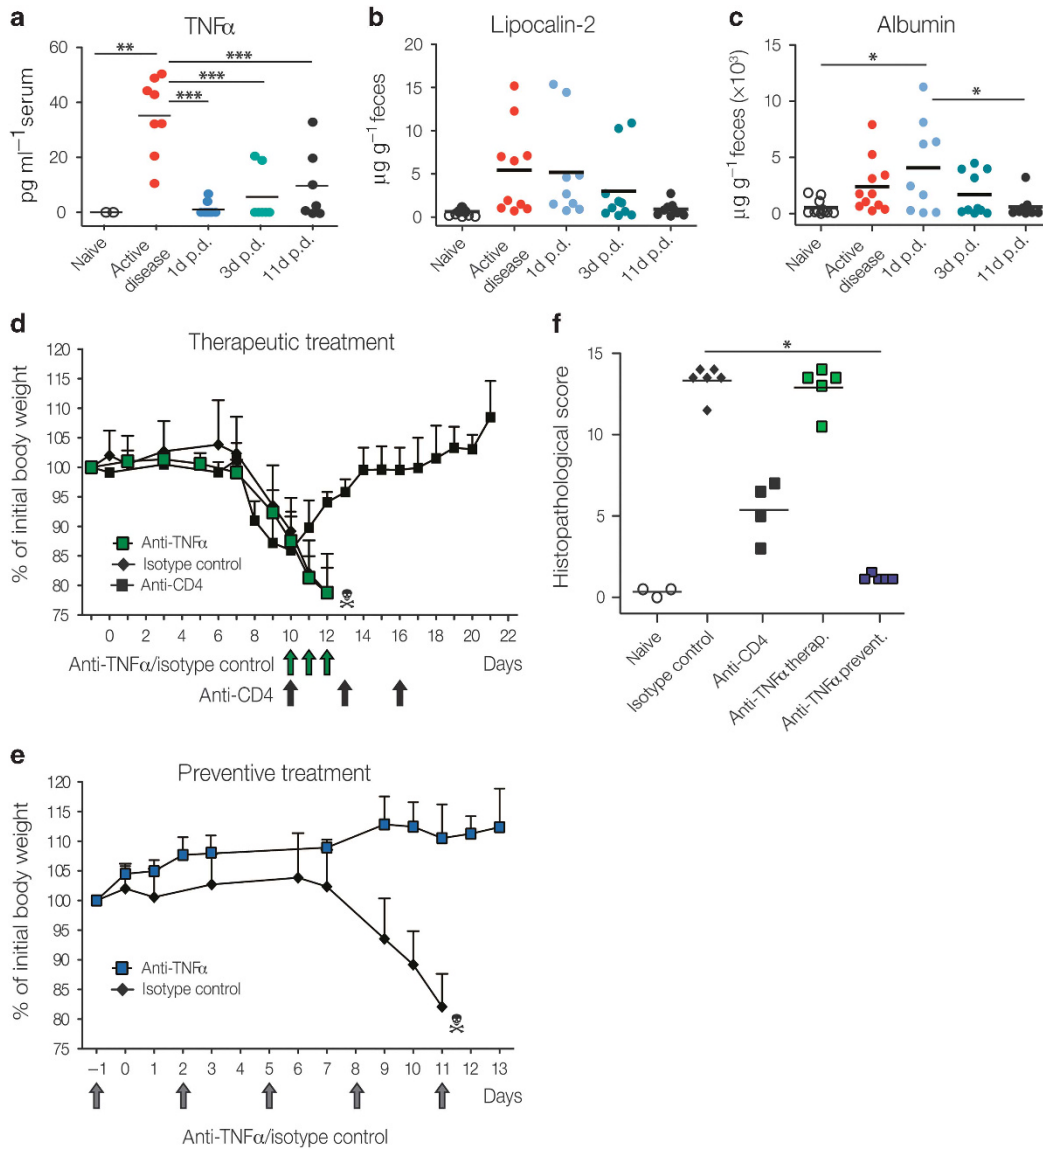 a
TNFα
pg ml−1 serum
60
40
20
0
**
***
***
***
Naive
Active disease
1d p.d.
3d p.d.
11d p.d.
b
Lipocalin-2
µg g−1 feces
20
15
10
5
0
Naive
Active disease
1d p.d.
3d p.d.
11d p.d.
c
Albumin
µg g−1 feces (×10³)
15
10
5
0
*
*
Naive
Active disease
1d p.d.
3d p.d.
11d p.d.
d
Therapeutic treatment
% of initial body weight
120
115
110
105
100
95
90
85
80
75
Anti-TNFα
Isotype control
Anti-CD4
0 2 4 6 8 10 12 14 16 18 20 22
Anti-TNFα/isotype control
Days
Anti-CD4
f
Histopathological score
15
10
5
0
*
Naive
Isotype control
Anti-CD4
Anti-TNFα therap.
Anti-TNFα prevent.
e
Preventive treatment
% of initial body weight
120
115
110
105
100
95
90
85
80
75
Anti-TNFα
Isotype control
−1 0 1 2 3 4 5 6 7 8 9 10 11 12 13
Days
Anti-TNFα/isotype control